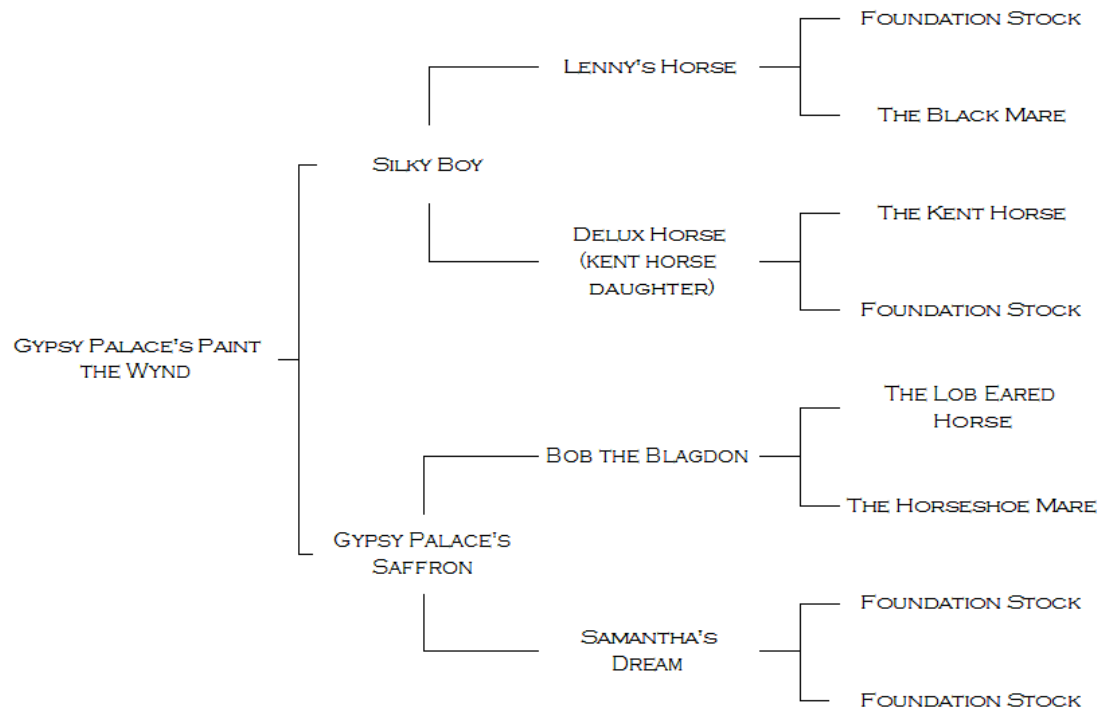 Foundation Stock
Lenny's Horse
The Black Mare
Silky Boy
The Kent Horse
Delux Horse
(kent horse
daughter)
Foundation Stock
Gypsy Palace's Paint
the Wynd
The Lob Eared
Horse
Bob the Blagdon
The Horseshoe Mare
Gypsy Palace's
Saffron
Foundation Stock
Samantha's
Dream
Foundation Stock